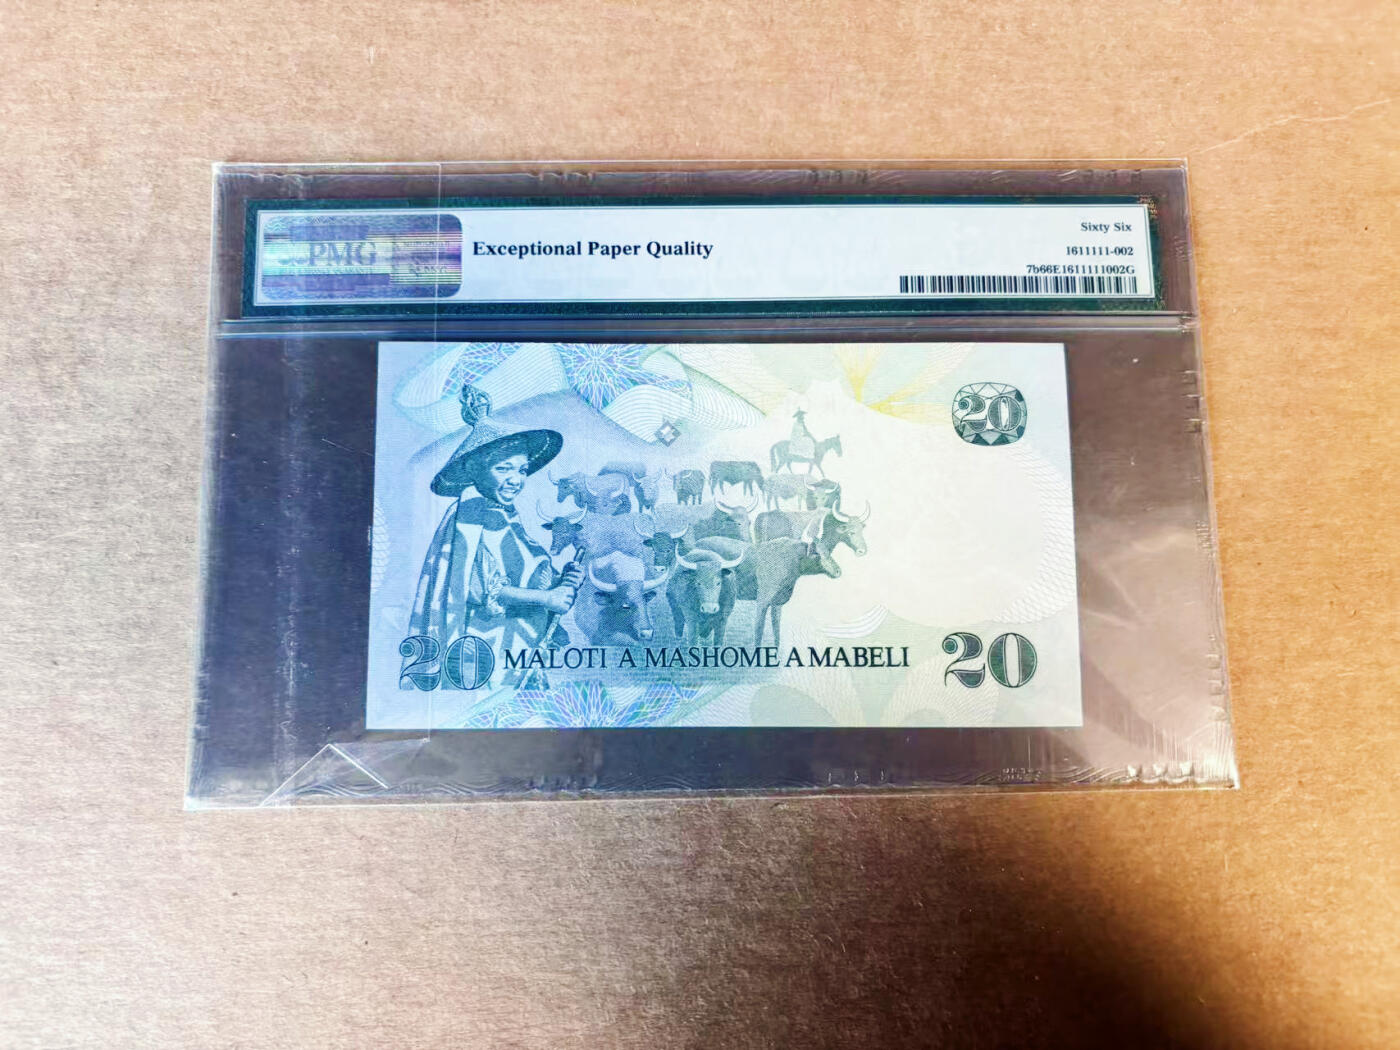 PMG
Exceptional Paper Quality
Sixty Six
1611111-002
7b66E1611111002G
20
20 MALOTI A MASHOME A MABELI 20